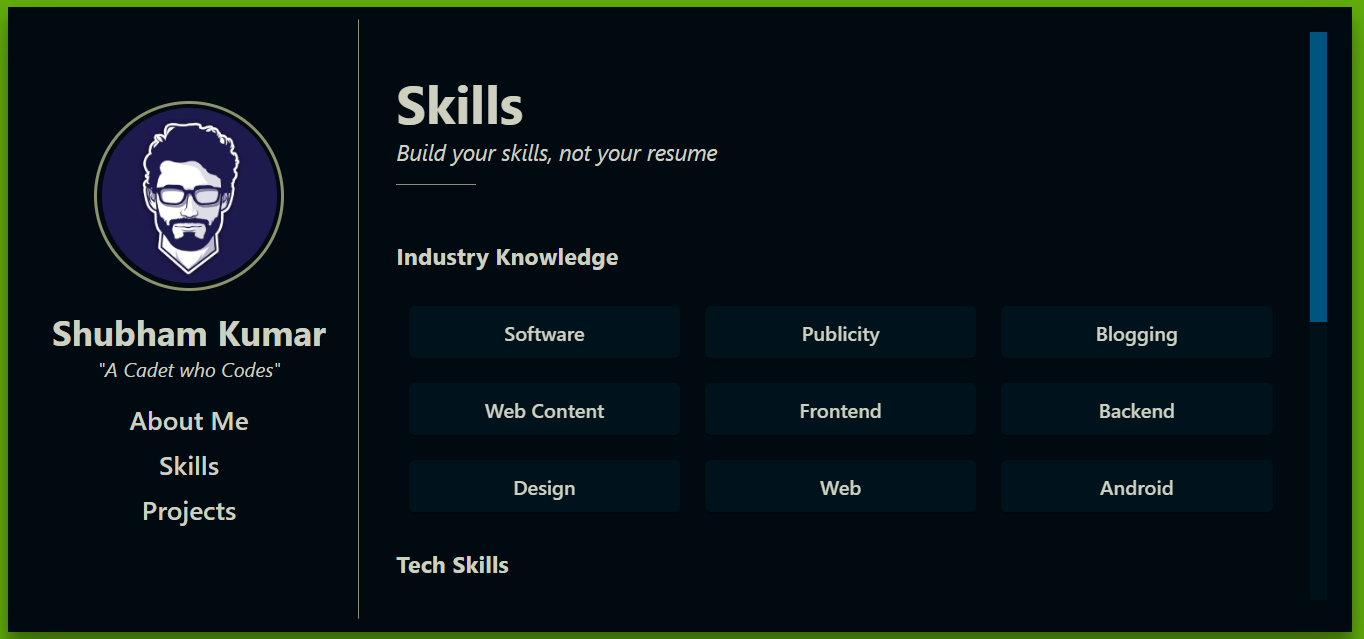 Shubham Kumar
"A Cadet who Codes"
About Me
Skills
Projects
Skills
Build your skills, not your resume
Industry Knowledge
Software Publicity Blogging
Web Content Frontend Backend
Design Web Android
Tech Skills